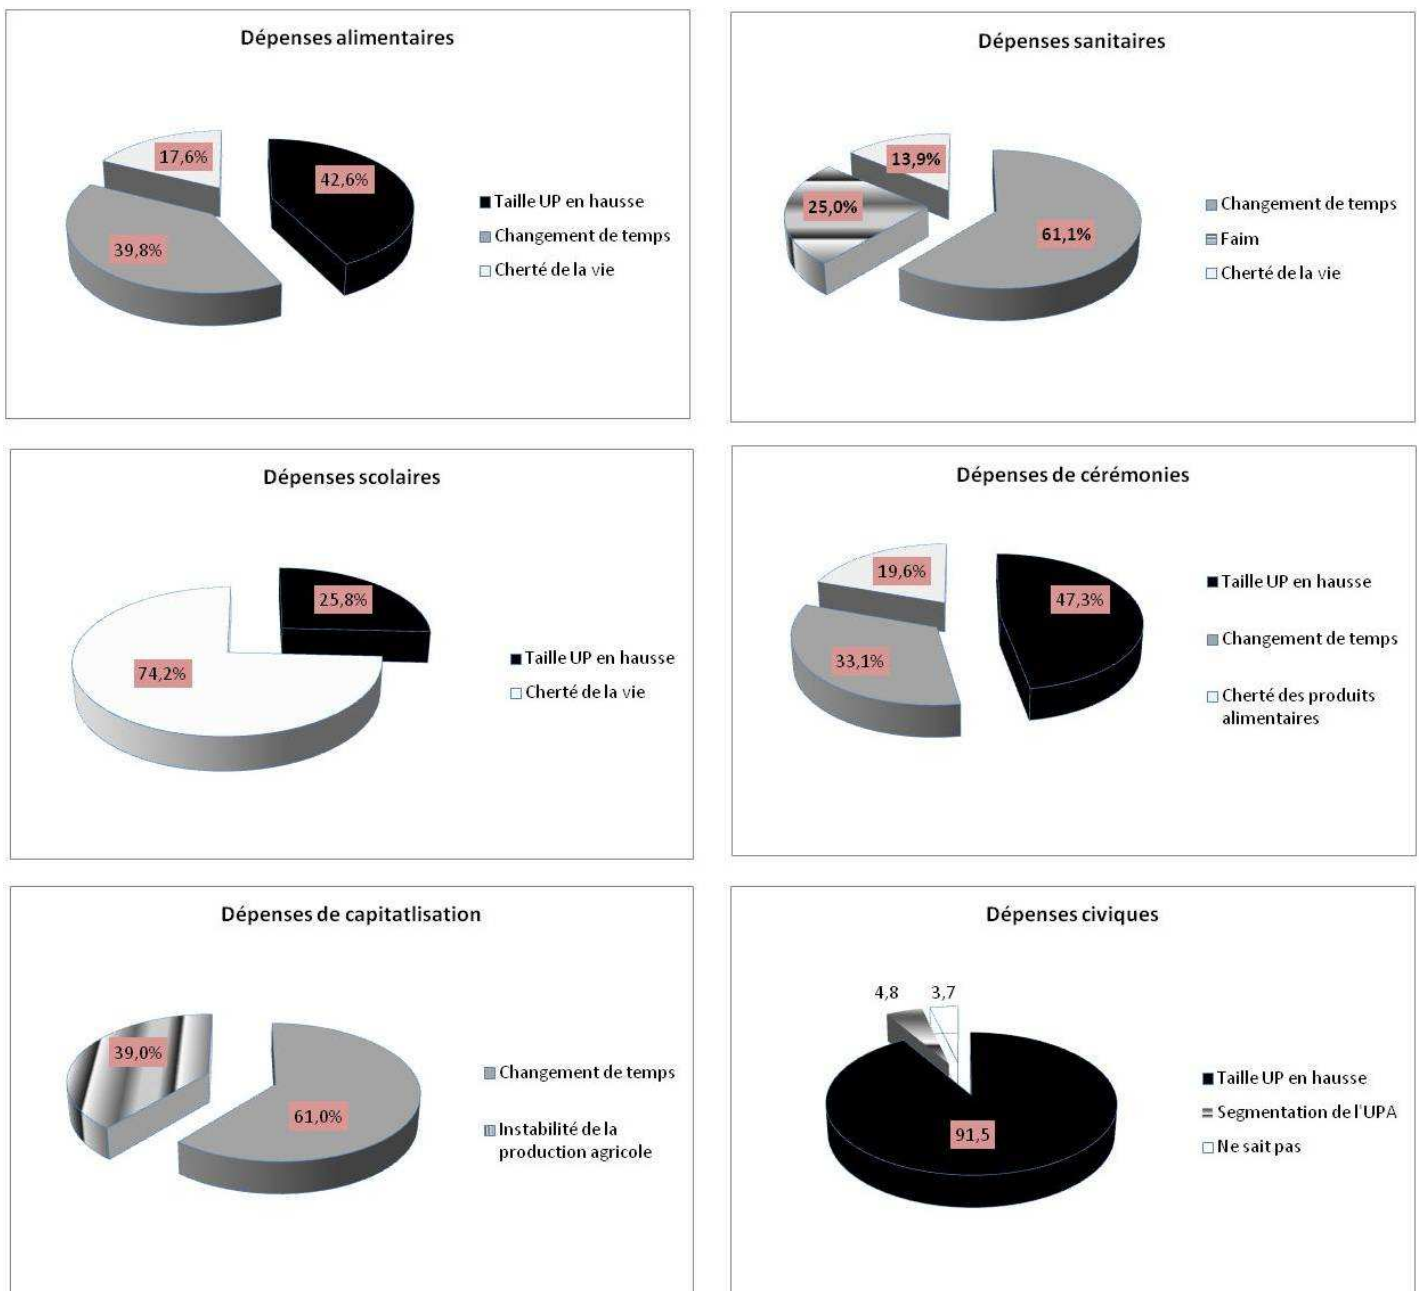 Dépenses alimentaires
17,6%
42,6%
39,8%
Taille UP en hausse
Changement de temps
Cherté de la vie
Dépenses sanitaires
13,9%
25,0%
61,1%
Changement de temps
Faim
Cherté de la vie
Dépenses scolaires
25,8%
74,2%
Taille UP en hausse
Cherté de la vie
Dépenses de cérémonies
19,6%
47,3%
33,1%
Taille UP en hausse
Changement de temps
Cherté des produits
alimentaires
Dépenses de capitatlisation
39,0%
61,0%
Changement de temps
Instabilité de la
production agricole
Dépenses civiques
4,8 3,7
91,5
Taille UP en hausse
Segmentation de l'UPA
Ne sait pas